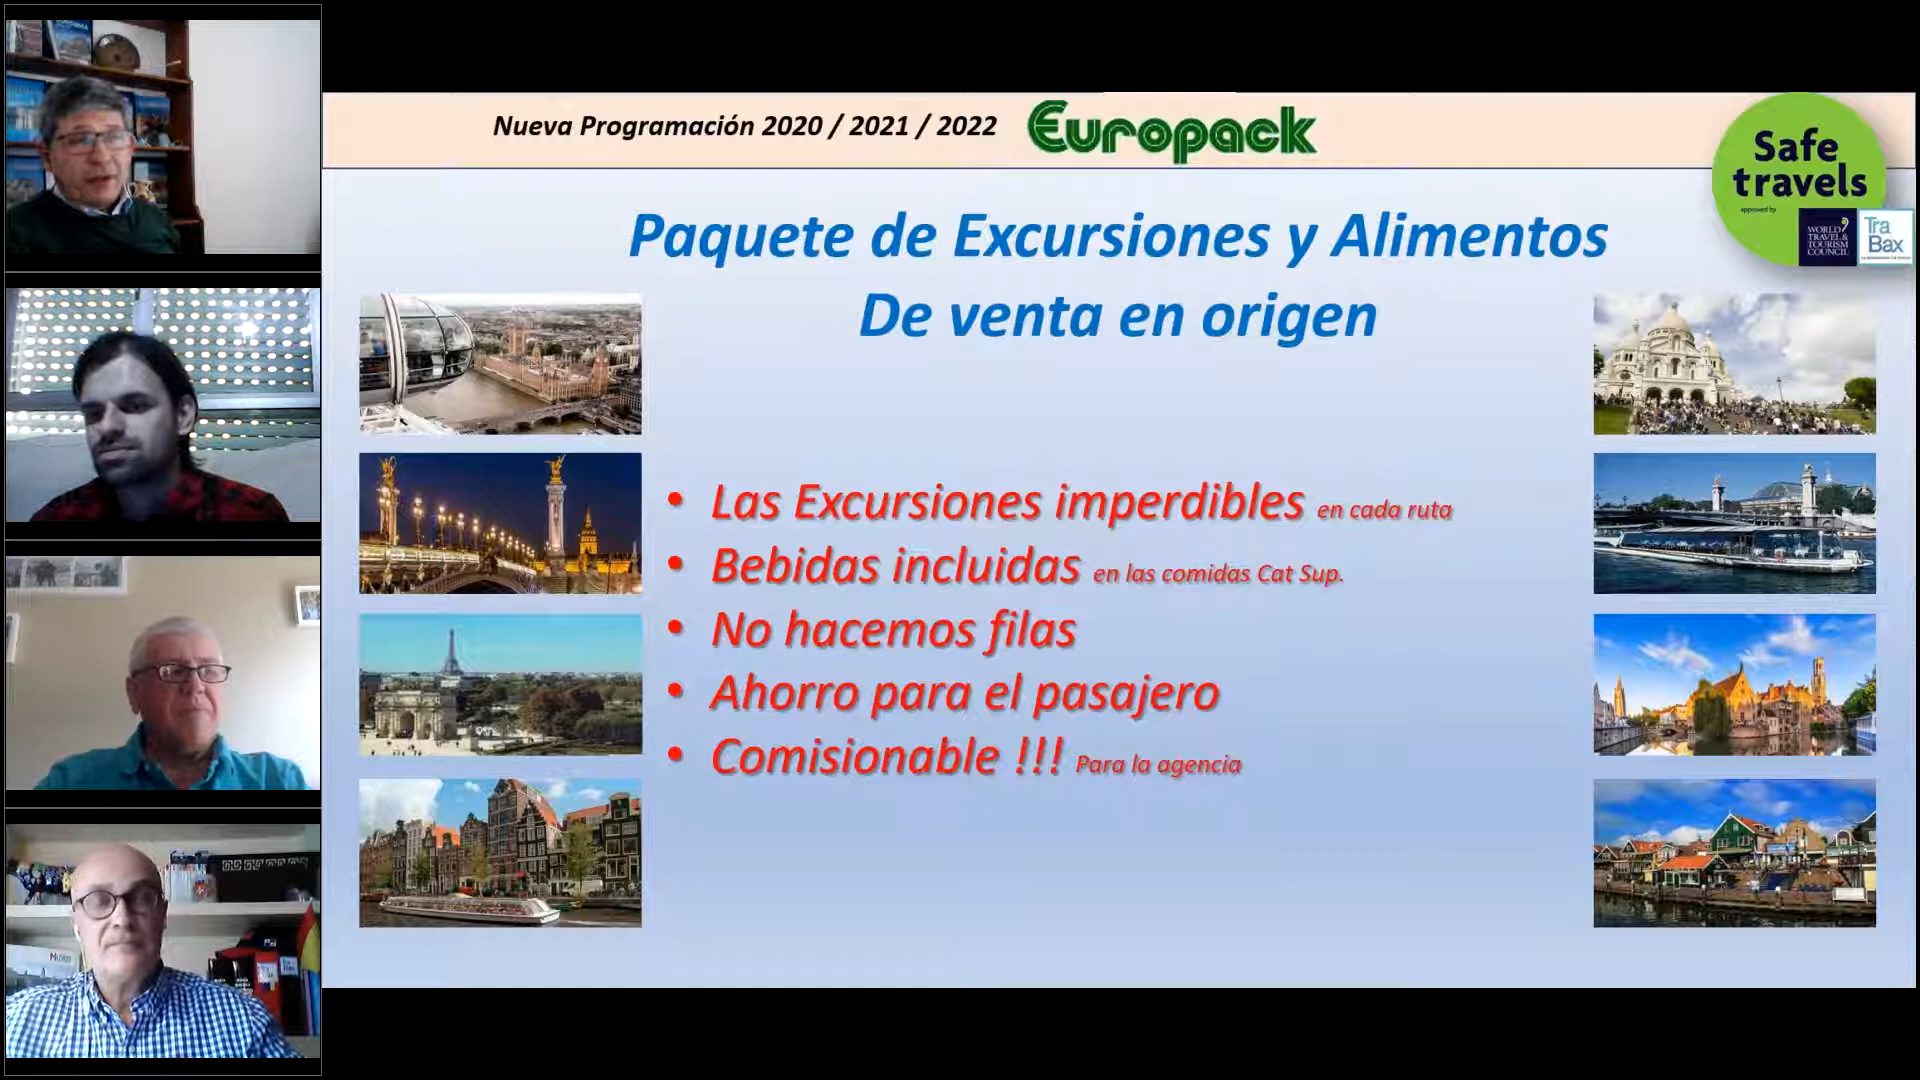 Nueva Programación 2020 / 2021 / 2022 Europack
Safe
travels
approved by
WORLD
TRAVEL &
TOURISM
COUNCIL
Tra
Bax
Paquete de Excursiones y Alimentos
De venta en origen
• Las Excursiones imperdibles en cada ruta
• Bebidas incluidas en las comidas Cat Sup.
• No hacemos filas
• Ahorro para el pasajero
• Comisionable !!! Para la agencia